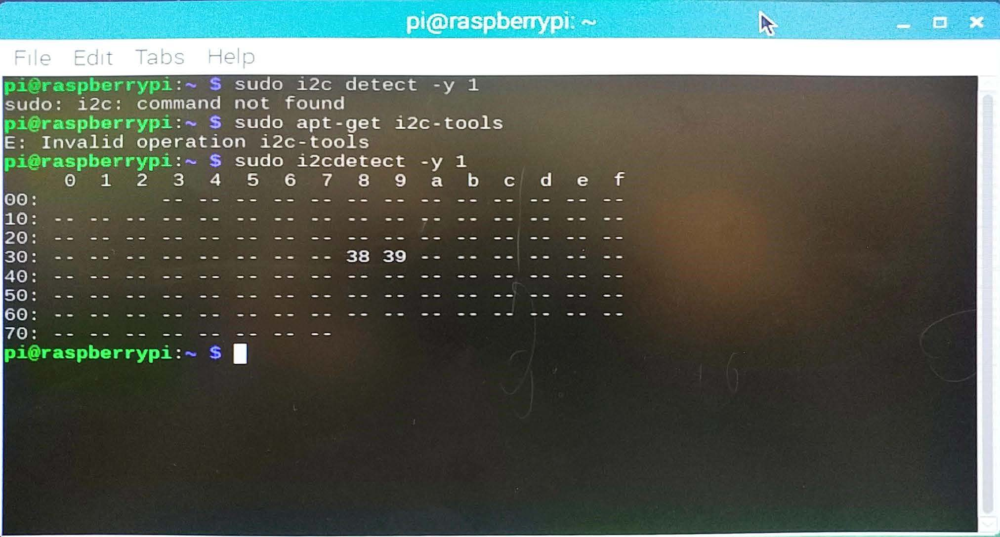 pi@raspberrypi: ~
File Edit Tabs Help
pi@raspberrypi:~ $ sudo i2c detect -y 1
sudo: i2c: command not found
pi@raspberrypi:~ $ sudo apt-get i2c-tools
E: Invalid operation i2c-tools
pi@raspberrypi:~ $ sudo i2cdetect -y 1
     0  1  2  3  4  5  6  7  8  9  a  b  c  d  e  f
00:          -- -- -- -- -- -- -- -- -- -- -- -- --
10: -- -- -- -- -- -- -- -- -- -- -- -- -- -- -- --
20: -- -- -- -- -- -- -- -- -- -- -- -- -- -- -- --
30: -- -- -- -- -- -- -- -- 38 39 -- -- -- -- -- --
40: -- -- -- -- -- -- -- -- -- -- -- -- -- -- -- --
50: -- -- -- -- -- -- -- -- -- -- -- -- -- -- -- --
60: -- -- -- -- -- -- -- -- -- -- -- -- -- -- -- --
70: -- -- -- -- -- -- -- --
pi@raspberrypi:~ $